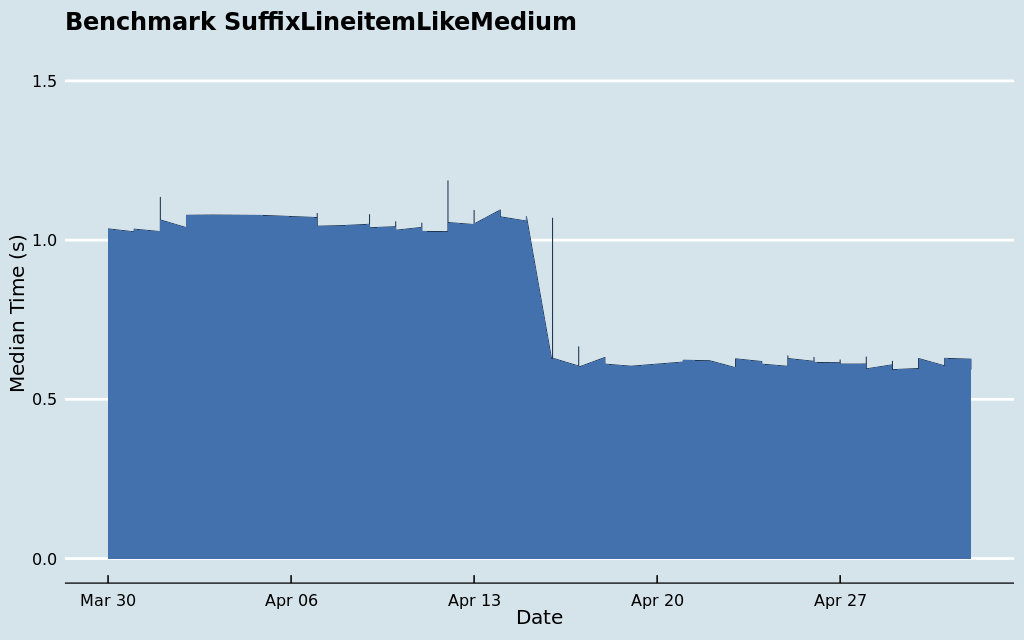 Benchmark SuffixLineitemLikeMedium
Median Time (s)
1.5
1.0
0.5
0.0
Mar 30
Apr 06
Apr 13
Apr 20
Apr 27
Date